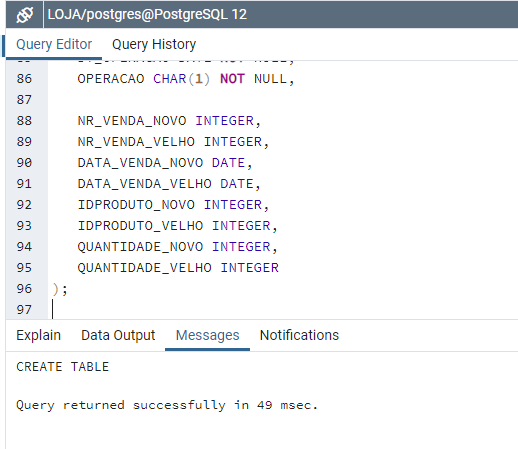 LOJA/postgres@PostgreSQL 12
Query Editor Query History
86 OPERACAO CHAR(1) NOT NULL,
87
88 NR_VENDA_NOVO INTEGER,
89 NR_VENDA_VELHO INTEGER,
90 DATA_VENDA_NOVO DATE,
91 DATA_VENDA_VELHO DATE,
92 IDPRODUTO_NOVO INTEGER,
93 IDPRODUTO_VELHO INTEGER,
94 QUANTIDADE_NOVO INTEGER,
95 QUANTIDADE_VELHO INTEGER
96 );
97
Explain Data Output Messages Notifications
CREATE TABLE
Query returned successfully in 49 msec.